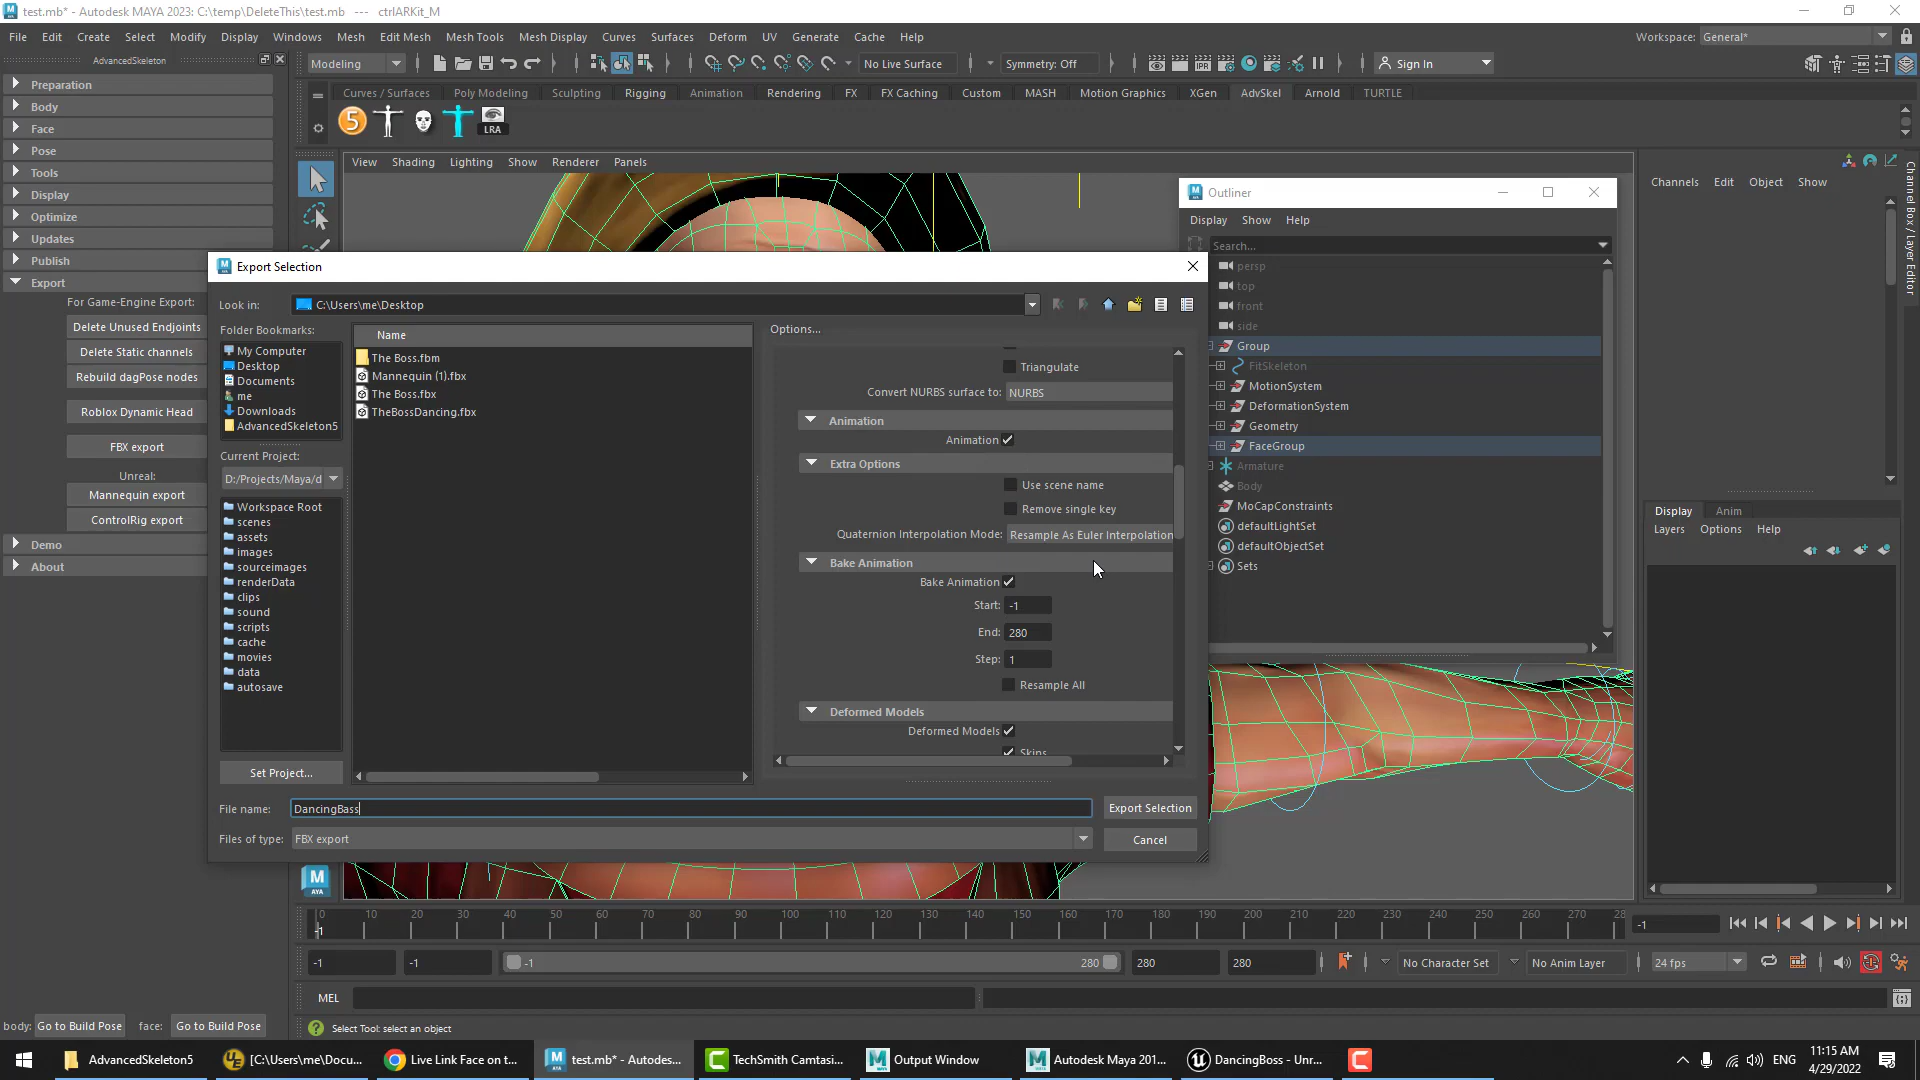 test.mb* - Autodesk MAYA 2023: C:\temp\DeleteThis\test.mb --- ctrlARKit_M
File Edit Create Select Modify Display Windows Mesh Edit Mesh Mesh Tools Mesh Display Curves Surfaces Deform UV Generate Cache Help
Workspace: General*
AdvancedSkeleton
Modeling
No Live Surface
Symmetry: Off
Sign In
Curves / Surfaces Poly Modeling Sculpting Rigging Animation Rendering FX FX Caching Custom MASH Motion Graphics XGen AdvSkel Arnold TURTLE
5
LRA
Preparation
Body
Face
Pose
Tools
Display
Optimize
Updates
Publish
Export
For Game-Engine Export:
Delete Unused Endjoints
Delete Static channels
Rebuild dagPose nodes
Roblox Dynamic Head
FBX export
Unreal:
Mannequin export
ControlRig export
Demo
About
body: Go to Build Pose face: Go to Build Pose
View Shading Lighting Show Renderer Panels
Export Selection
Look in: C:\Users\me\Desktop
Folder Bookmarks:
My Computer
Desktop
Documents
me
Downloads
AdvancedSkeleton5
Current Project:
D:/Projects/Maya/d
Workspace Root
scenes
assets
images
sourceimages
renderData
clips
sound
scripts
cache
movies
data
autosave
Set Project...
Name
The Boss.fbm
Mannequin (1).fbx
The Boss.fbx
TheBossDancing.fbx
Options...
Triangulate
Convert NURBS surface to: NURBS
Animation
Animation
Extra Options
Use scene name
Remove single key
Quaternion Interpolation Mode: Resample As Euler Interpolation
Bake Animation
Bake Animation
Start: -1
End: 280
Step: 1
Resample All
Deformed Models
Deformed Models
Skins
File name: DancingBass
Export Selection
Files of type: FBX export
Cancel
Outliner
Display Show Help
Search...
persp
top
front
side
Group
FitSkeleton
MotionSystem
DeformationSystem
Geometry
FaceGroup
Armature
Body
MoCapConstraints
defaultLightSet
defaultObjectSet
Sets
Channels Edit Object Show
Channel Box / Layer Editor
Display Anim
Layers Options Help
M
AYA
0 10 20 30 40 50 60 70 80 90 100 110 120 130 140 150 160 170 180 190 200 210 220 230 240 250 260 270 28
-1
-1
-1 -1 -1 280 280 280
No Character Set
No Anim Layer
24 fps
MEL
Select Tool: select an object
AdvancedSkeleton5
[C:\Users\me\Docu...
Live Link Face on t...
test.mb* - Autodes...
TechSmith Camtasi...
Output Window
Autodesk Maya 201...
DancingBoss - Unr...
ENG
11:15 AM
4/29/2022